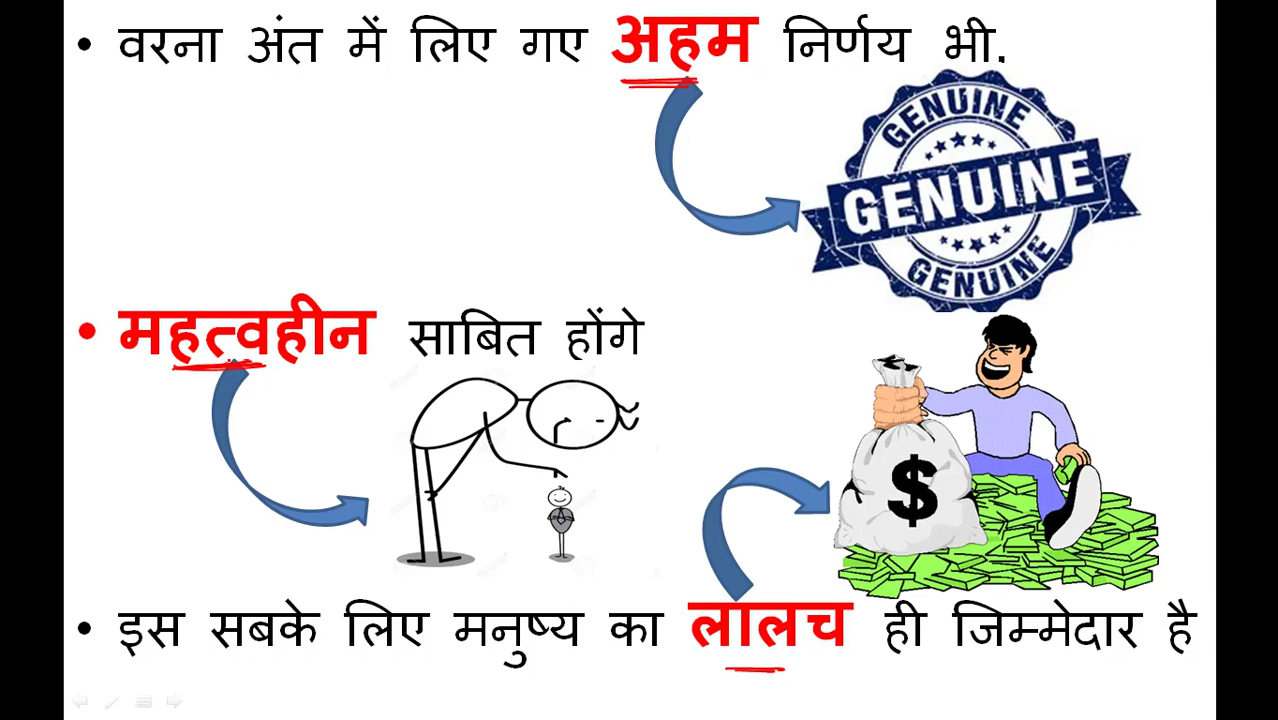 • वरना अंत में लिए गए अहम निर्णय भी.
GENUINE
GENUINE
GENUINE
• महत्वहीन साबित होंगे
$
• इस सबके लिए मनुष्य का लालच ही जिम्मेदार है